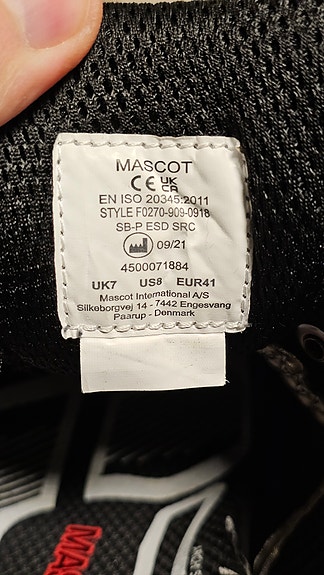 MASCOT
CE UK CA
EN ISO 20345:2011
STYLE F0270-909-0918
SB-P ESD SRC
09/21
4500071884
UK7 US8 EUR41
Mascot International A/S
Silkeborgvej 14 - 7442 Engesvang
Paarup - Denmark
MAS